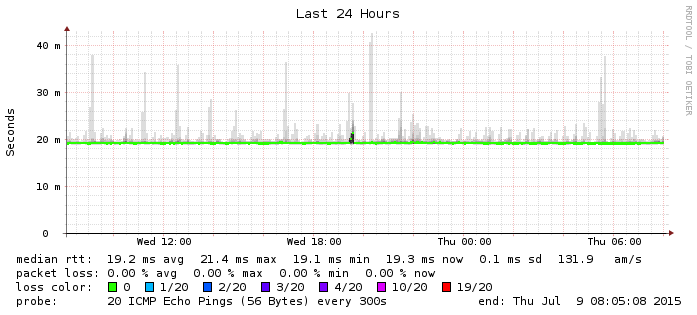 Last 24 Hours
RRDTOOL / TOBI OETIKER
Seconds
40 m
30 m
20 m
10 m
0
Wed 12:00 Wed 18:00 Thu 00:00 Thu 06:00
median rtt: 19.2 ms avg 21.4 ms max 19.1 ms min 19.3 ms now 0.1 ms sd 131.9 am/s
packet loss: 0.00 % avg 0.00 % max 0.00 % min 0.00 % now
loss color: 0 1/20 2/20 3/20 4/20 10/20 19/20
probe: 20 ICMP Echo Pings (56 Bytes) every 300s end: Thu Jul 9 08:05:08 2015